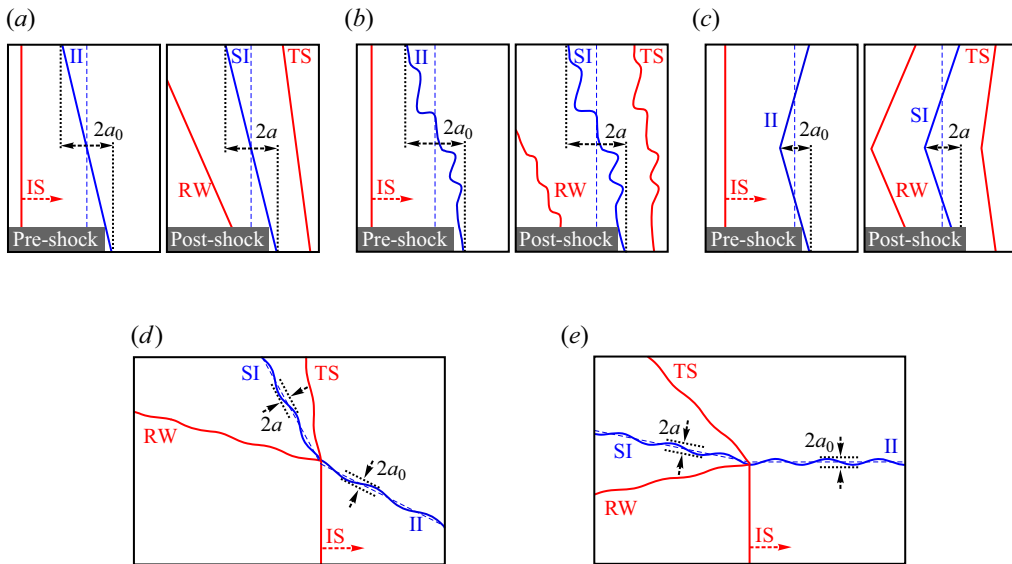 (a)
II
2a0
IS
Pre-shock
SI
TS
2a
RW
Post-shock
(b)
II
2a0
IS
Pre-shock
SI
TS
2a
RW
Post-shock
(c)
II
2a0
IS
Pre-shock
TS
SI
2a
RW
Post-shock
(d)
SI
TS
2a
RW
2a0
II
IS
(e)
TS
2a
2a0
SI
II
RW
IS